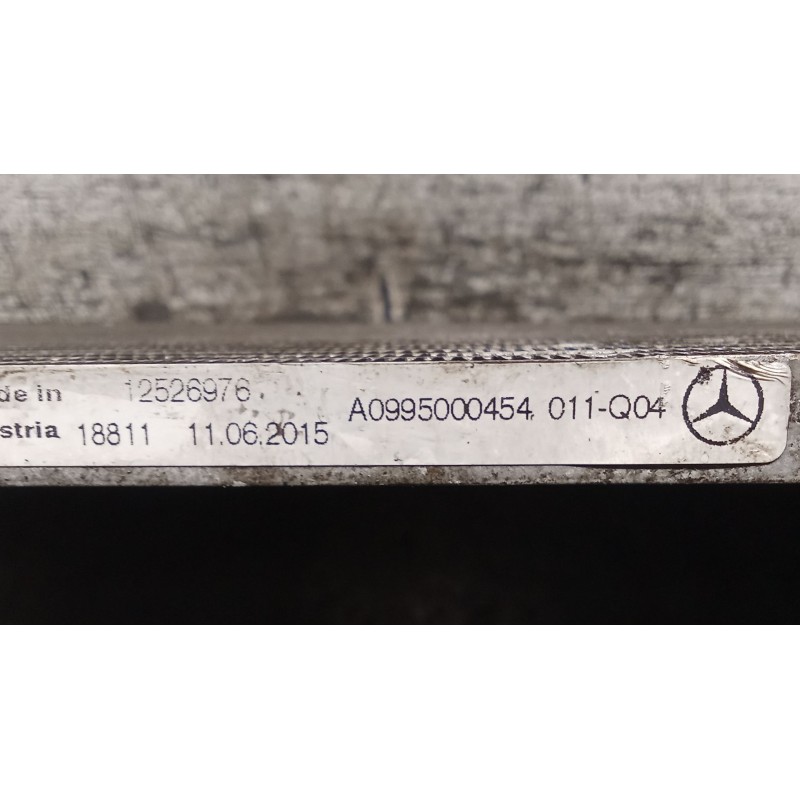 de in 12526976
stria 18811 11.06.2015
A0995000454 011-Q04